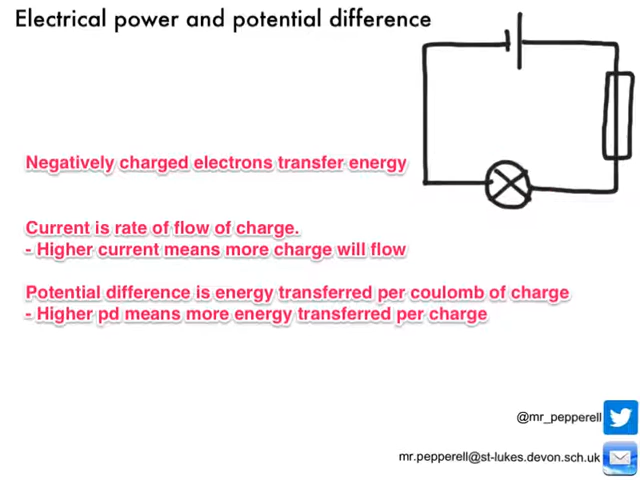 Electrical power and potential difference
Negatively charged electrons transfer energy
Current is rate of flow of charge.
- Higher current means more charge will flow
Potential difference is energy transferred per coulomb of charge
- Higher pd means more energy transferred per charge
@mr_pepperell
mr.pepperell@st-lukes.devon.sch.uk